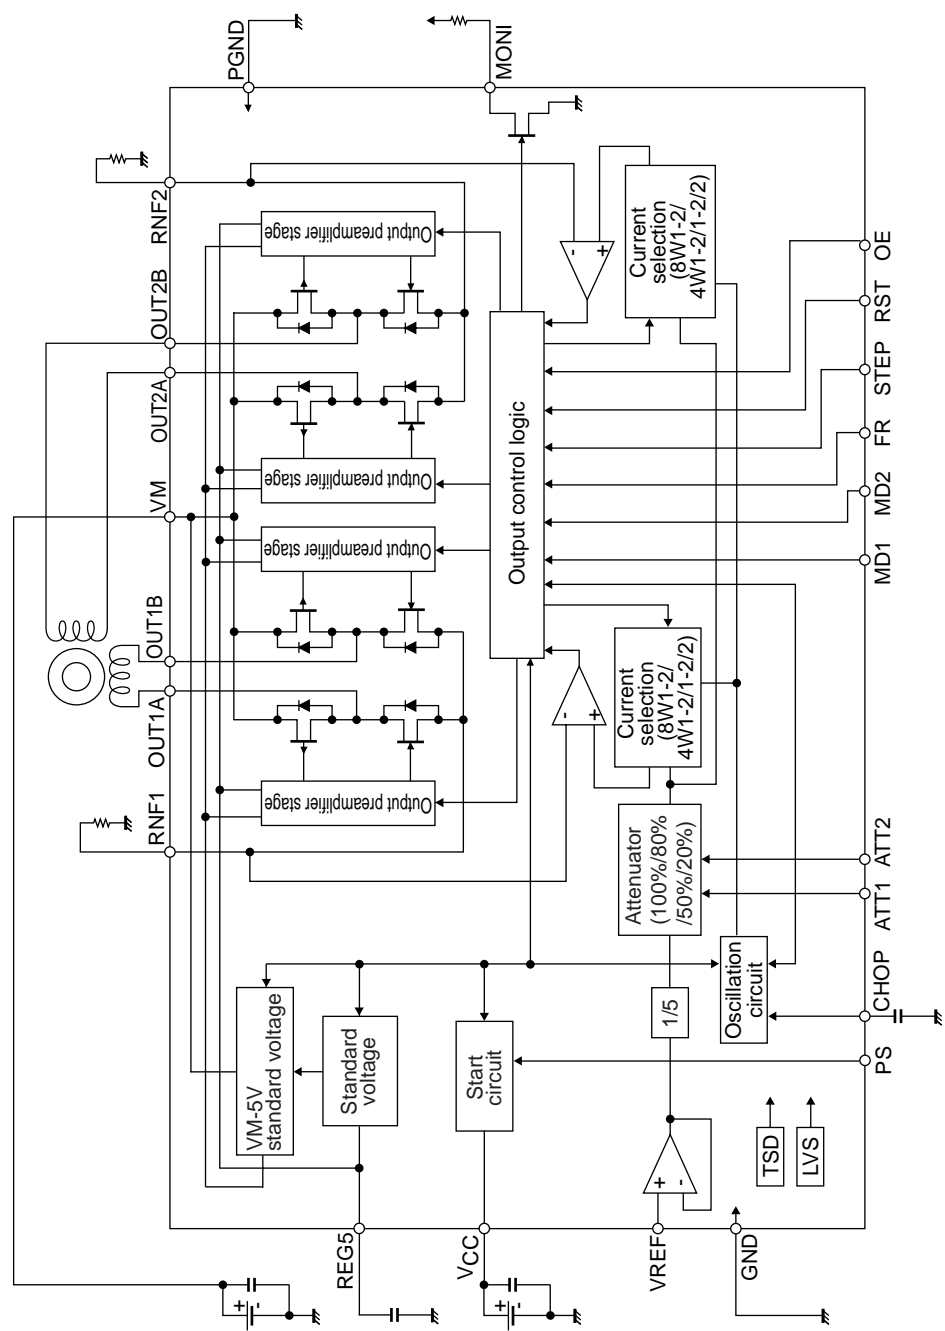 PGND
MONI
RNF2
OUT2B
OUT2A
VM
OUT1B
OUT1A
RNF1
Output preamplifier stage
Output preamplifier stage
Output preamplifier stage
Output preamplifier stage
Output control logic
-
+
-
+
Current
selection
(8W1-2/
4W1-2/1-2/2)
Current
selection
(8W1-2/
4W1-2/1-2/2)
OE
RST
STEP
FR
MD2
MD1
ATT2
ATT1
CHOP
PS
Attenuator
(100%/80%
/50%/20%)
Oscillation
circuit
1/5
VM-5V
standard voltage
Standard
voltage
Start
circuit
TSD
LVS
+
-
REG5
VCC
VREF
GND
+
-
+
-